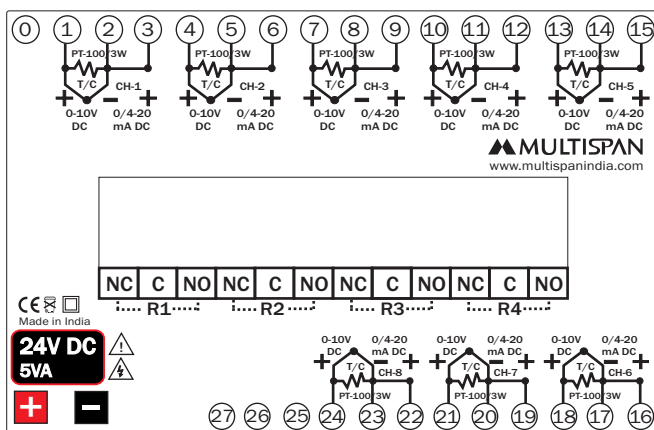 0 1 2 3 4 5 6 7 8 9 10 11 12 13 14 15
PT-100/3W PT-100/3W PT-100/3W PT-100/3W PT-100/3W
T/C CH-1 T/C CH-2 T/C CH-3 T/C CH-4 T/C CH-5
+ − + + − + + − + + − + + − +
0-10V 0/4-20 0-10V 0/4-20 0-10V 0/4-20 0-10V 0/4-20 0-10V 0/4-20
DC mA DC DC mA DC DC mA DC DC mA DC DC mA DC
MULTISPAN
www.multispanindia.com
NC C NO NC C NO NC C NO NC C NO
R1 R2 R3 R4
CE
Made in India
24V DC
5VA
+ −
0-10V 0/4-20 0-10V 0/4-20 0-10V 0/4-20
DC mA DC DC mA DC DC mA DC
+ − + + − + + − +
T/C CH-8 T/C CH-7 T/C CH-6
PT-100/3W PT-100/3W PT-100/3W
27 26 25 24 23 22 21 20 19 18 17 16